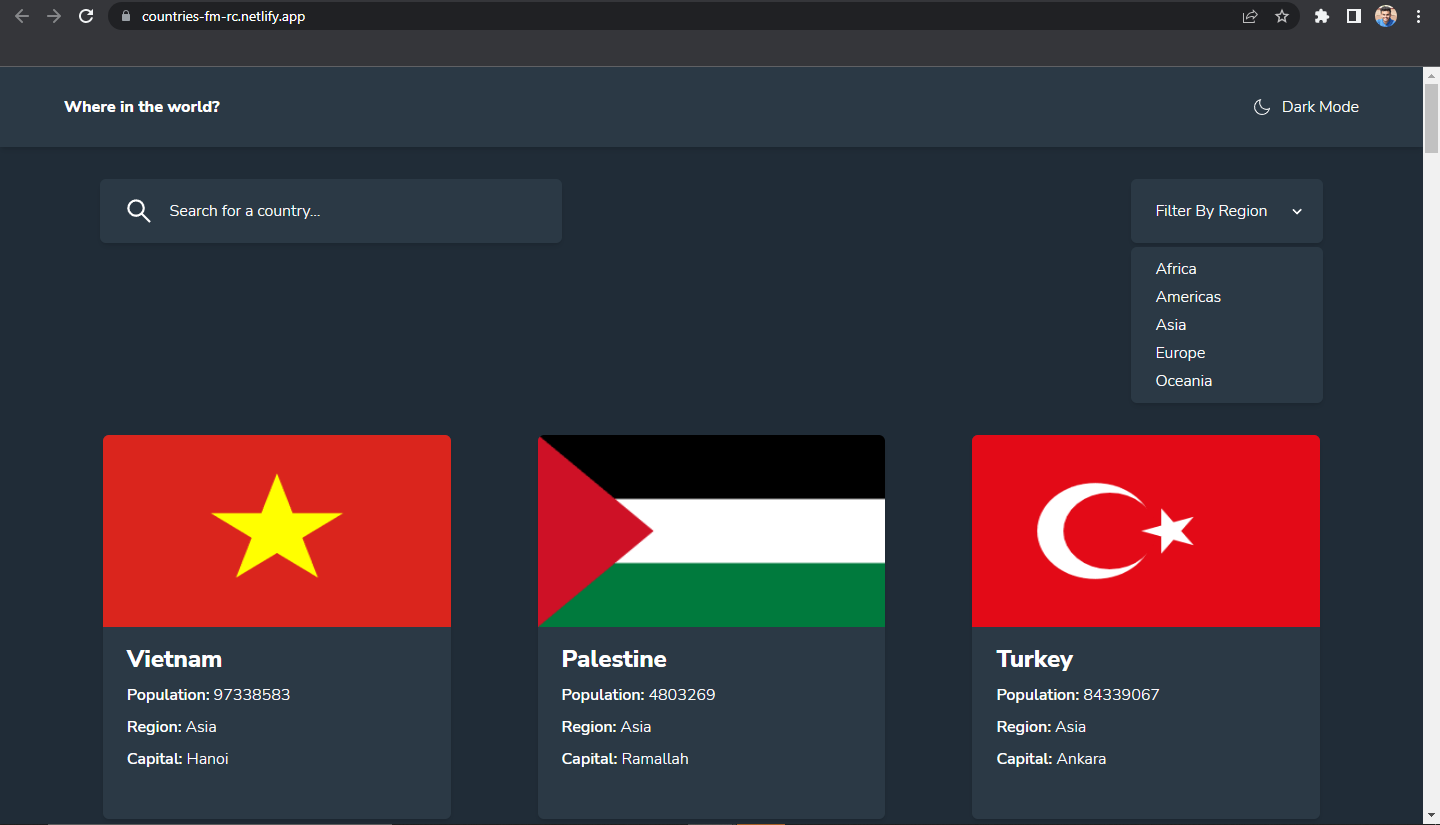 countries-fm-rc.netlify.app
Where in the world?
Dark Mode
Search for a country...
Filter By Region
Africa
Americas
Asia
Europe
Oceania
Vietnam
Population: 97338583
Region: Asia
Capital: Hanoi
Palestine
Population: 4803269
Region: Asia
Capital: Ramallah
Turkey
Population: 84339067
Region: Asia
Capital: Ankara